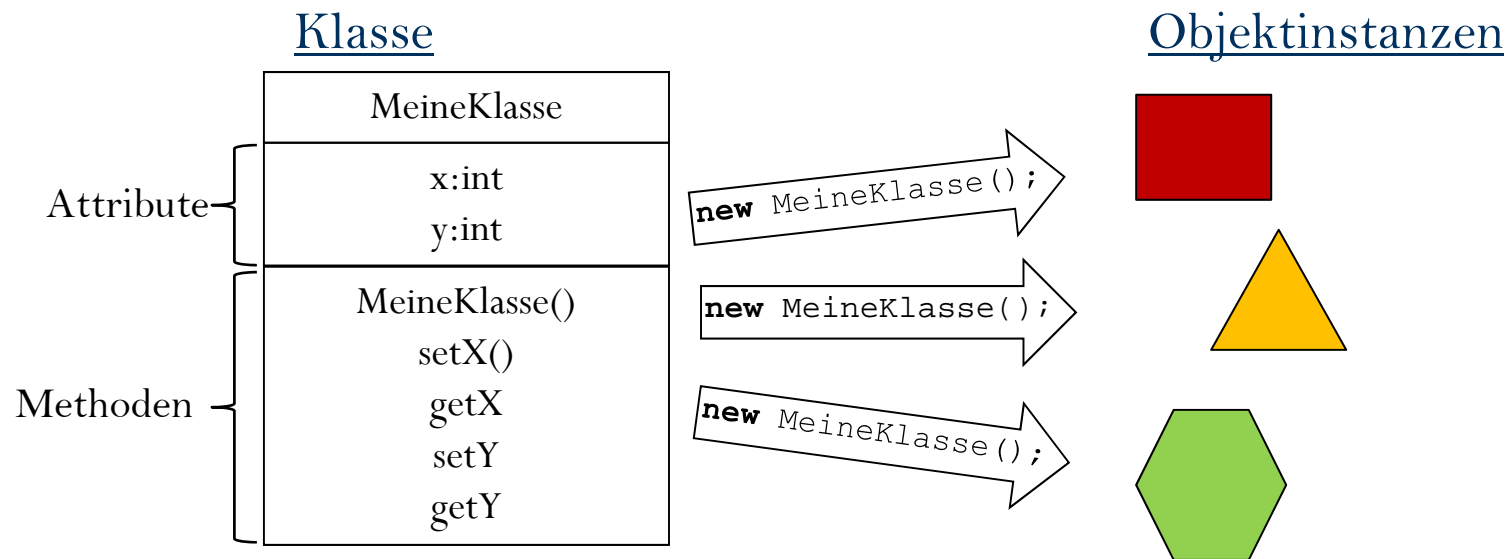 Klasse
Objektinstanzen
MeineKlasse
Attribute
x:int
y:int
Methoden
MeineKlasse()
setX()
getX
setY
getY
new MeineKlasse();
new MeineKlasse();
new MeineKlasse();